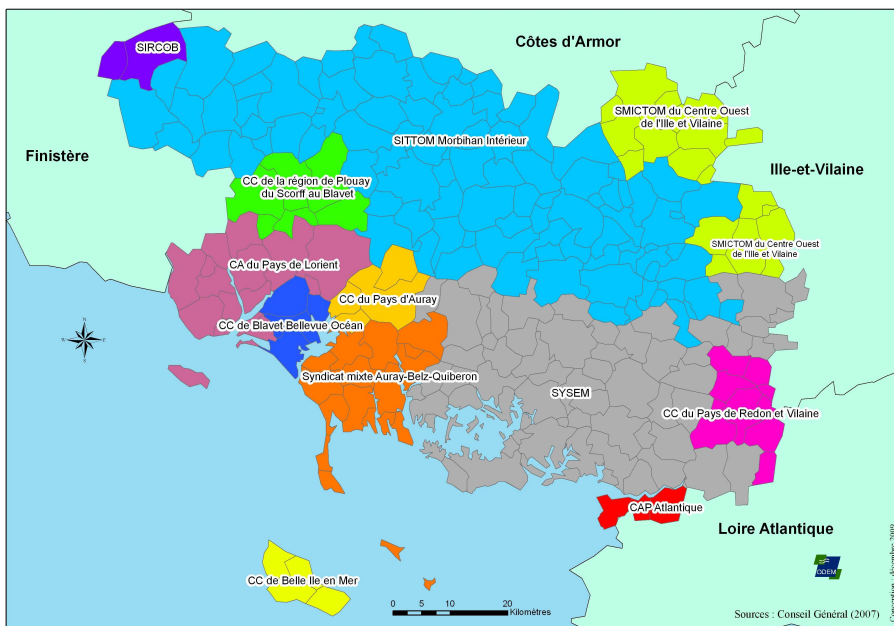 Côtes d'Armor
SIRCOB
SMICTOM du Centre Ouest
de l'Ille et Vilaine
SITTOM Morbihan Intérieur
Finistère
Ille-et-Vilaine
CC de la région de Plouay
du Scorff au Blavet
SMICTOM du Centre Ouest
de l'Ille et Vilaine
CA du Pays de Lorient
CC du Pays d'Auray
CC de Blavet Bellevue Océan
N
W
E
S
Syndicat mixte Auray-Belz-Quiberon
SYSEM
CC du Pays de Redon et Vilaine
CAP Atlantique
Loire Atlantique
ODEM
CC de Belle Ile en Mer
0 5 10 20
Kilomètres
Sources : Conseil Général (2007)
Conception : décembre 2009